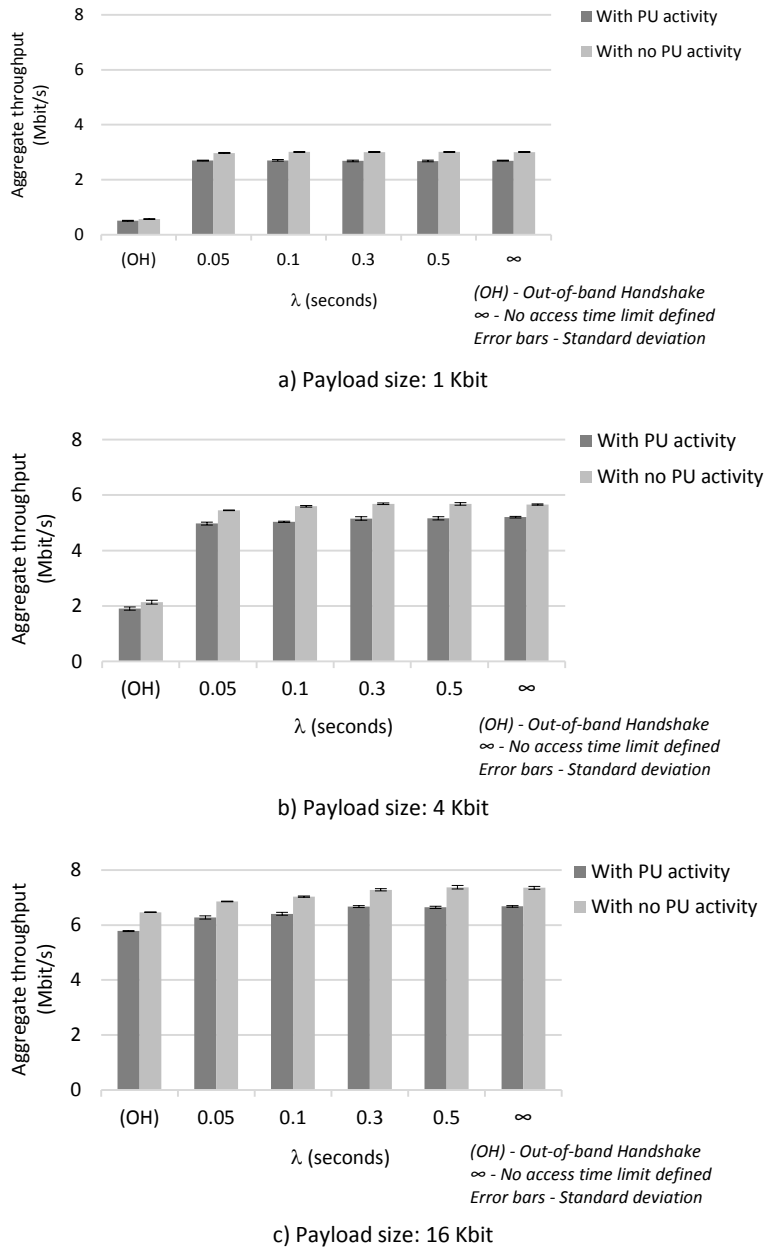 8
6
4
2
0
Aggregate throughput
(Mbit/s)
With PU activity
With no PU activity
(OH) 0.05 0.1 0.3 0.5 ∞
λ (seconds)
(OH) - Out-of-band Handshake
∞ - No access time limit defined
Error bars - Standard deviation
a) Payload size: 1 Kbit
8
6
4
2
0
Aggregate throughput
(Mbit/s)
With PU activity
With no PU activity
(OH) 0.05 0.1 0.3 0.5 ∞
λ (seconds)
(OH) - Out-of-band Handshake
∞ - No access time limit defined
Error bars - Standard deviation
b) Payload size: 4 Kbit
8
6
4
2
0
Aggregate throughput
(Mbit/s)
With PU activity
With no PU activity
(OH) 0.05 0.1 0.3 0.5 ∞
λ (seconds)
(OH) - Out-of-band Handshake
∞ - No access time limit defined
Error bars - Standard deviation
c) Payload size: 16 Kbit